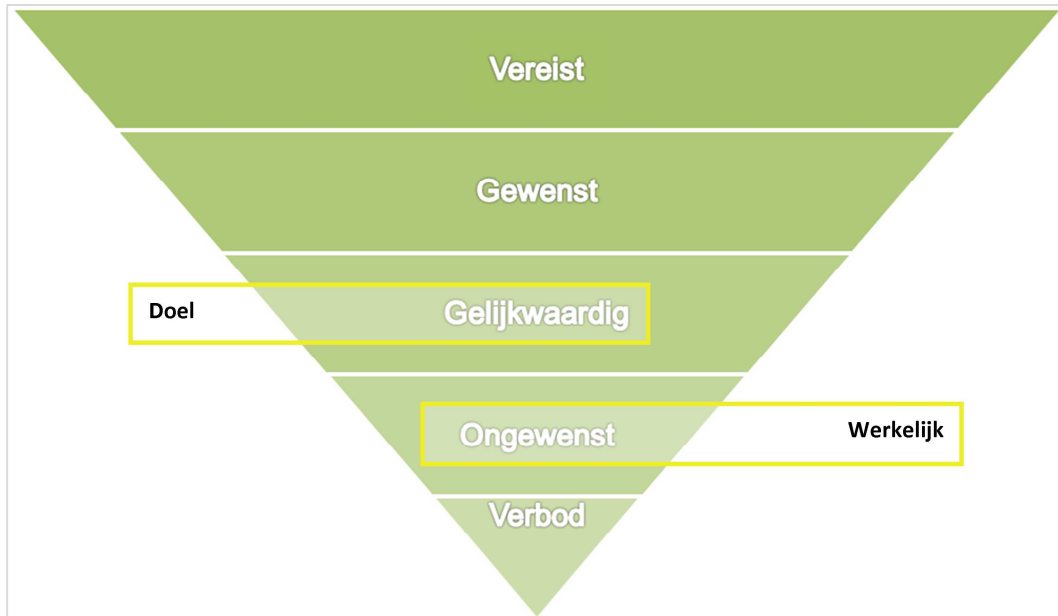 Vereist
Gewenst
Doel
Gelijkwaardig
Ongewenst
Werkelijk
Verbod